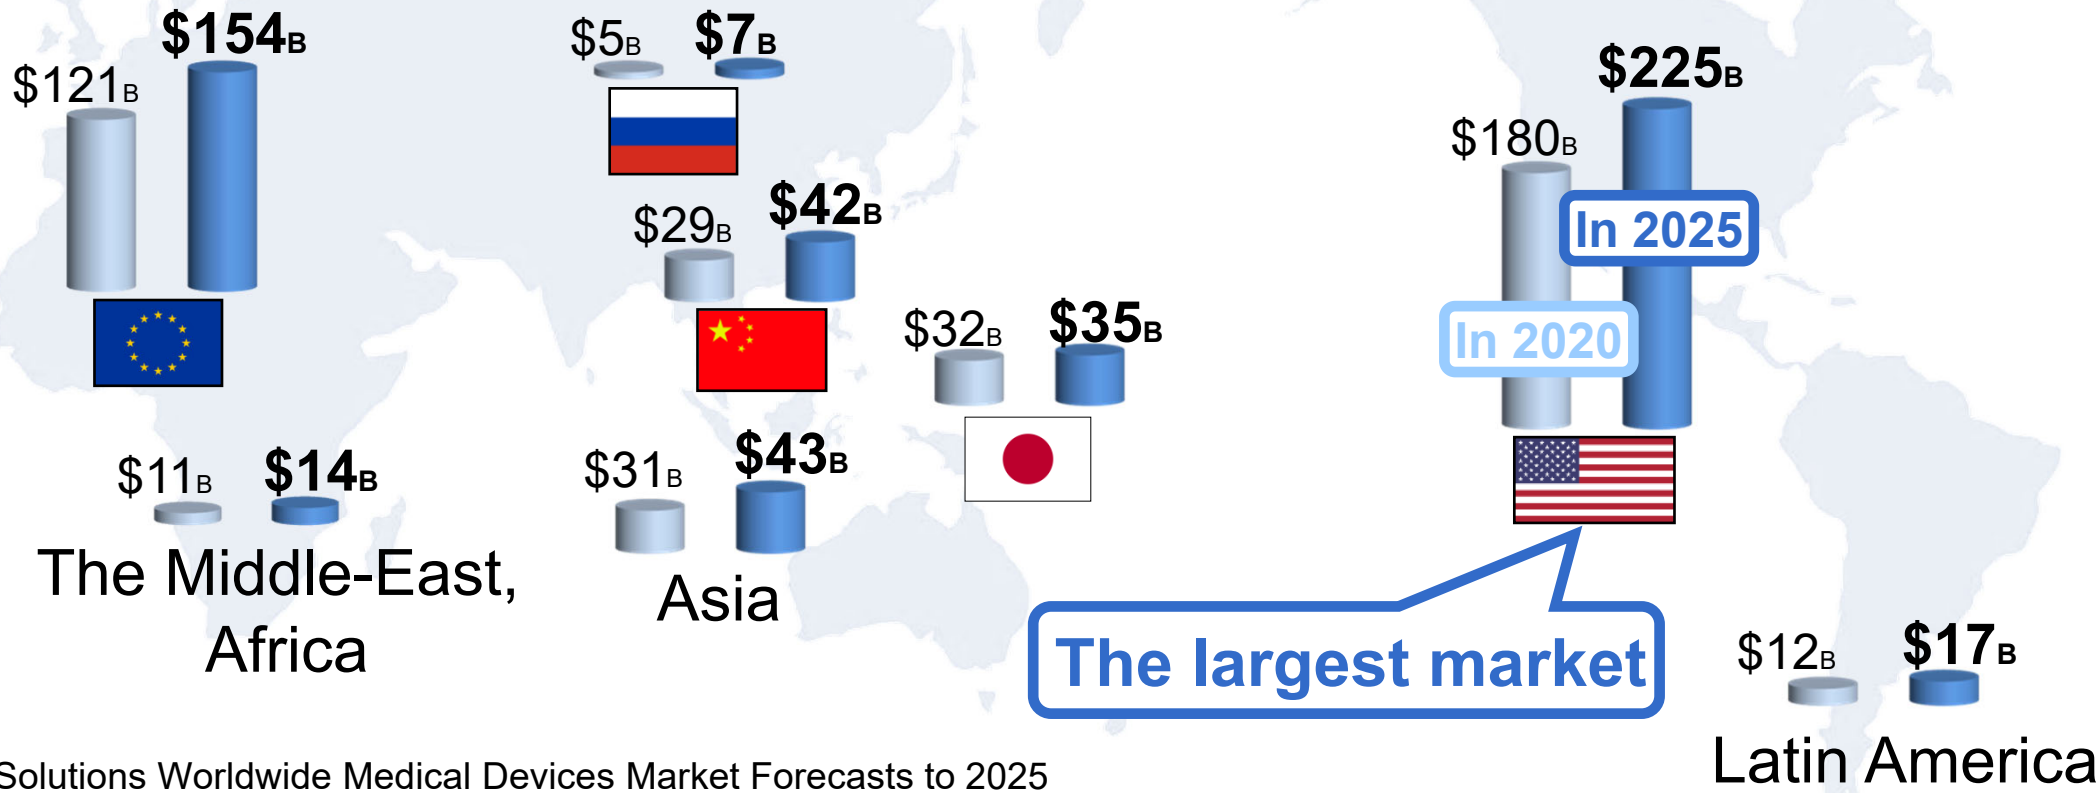 $121B
$154B
$5B
$7B
$29B
$42B
$32B
$35B
$180B
$225B
In 2025
In 2020
$11B
$14B
The Middle-East,
Africa
$31B
$43B
Asia
The largest market
$12B
$17B
Latin America
Solutions Worldwide Medical Devices Market Forecasts to 2025